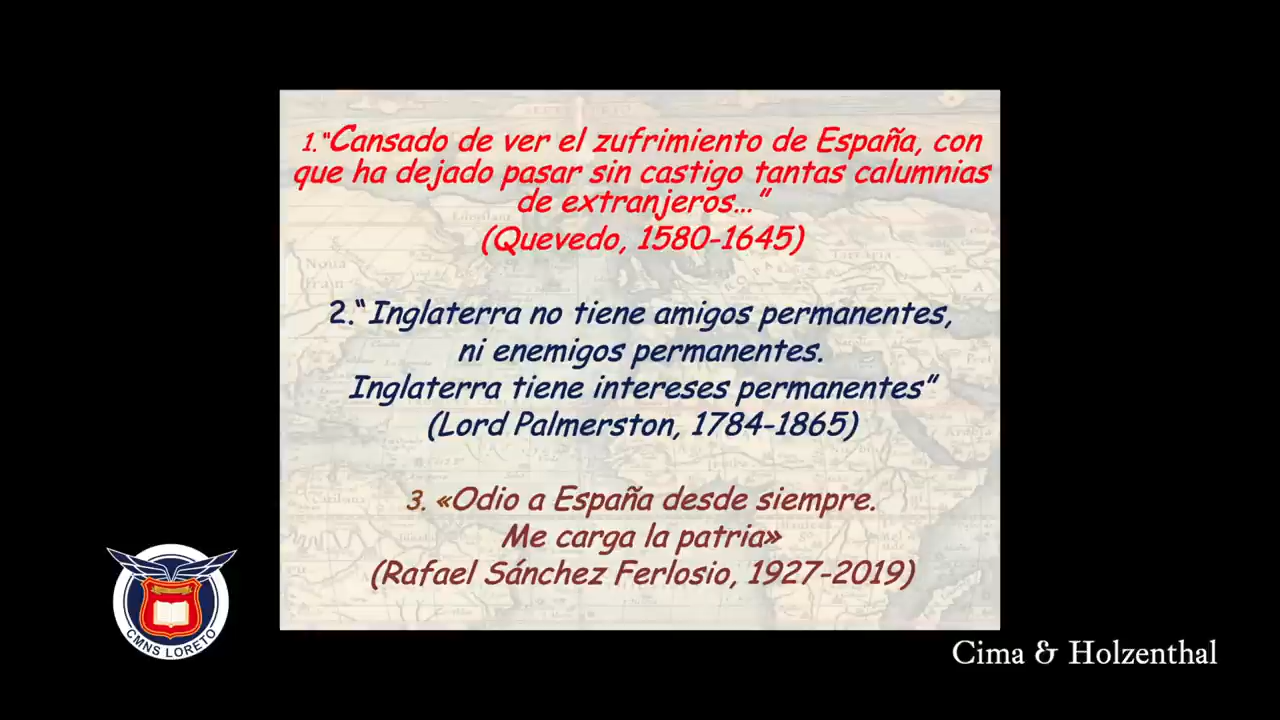 1."Cansado de ver el zufrimiento de España, con
que ha dejado pasar sin castigo tantas calumnias
de extranjeros..."
(Quevedo, 1580-1645)
2."Inglaterra no tiene amigos permanentes,
ni enemigos permanentes.
Inglaterra tiene intereses permanentes"
(Lord Palmerston, 1784-1865)
3. «Odio a España desde siempre.
Me carga la patria»
(Rafael Sánchez Ferlosio, 1927-2019)
CMNS LORETO
Cima & Holzenthal